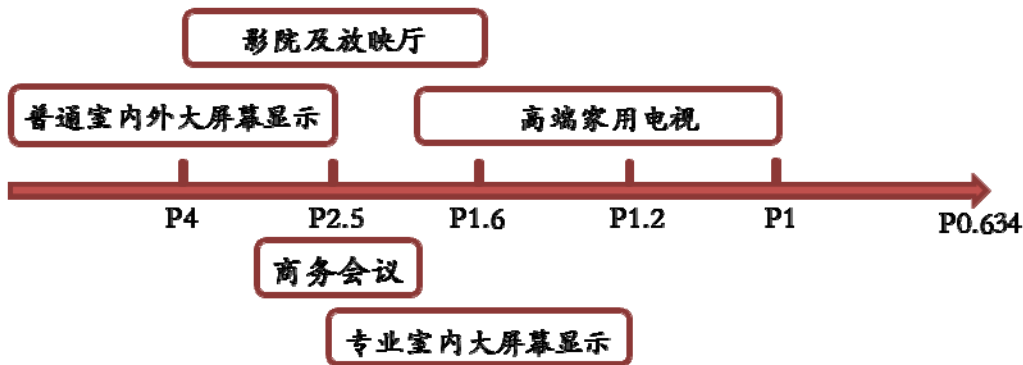 影院及放映厅
普通室内外大屏幕显示
高端家用电视
P4
P2.5
P1.6
P1.2
P1
P0.634
商务会议
专业室内大屏幕显示